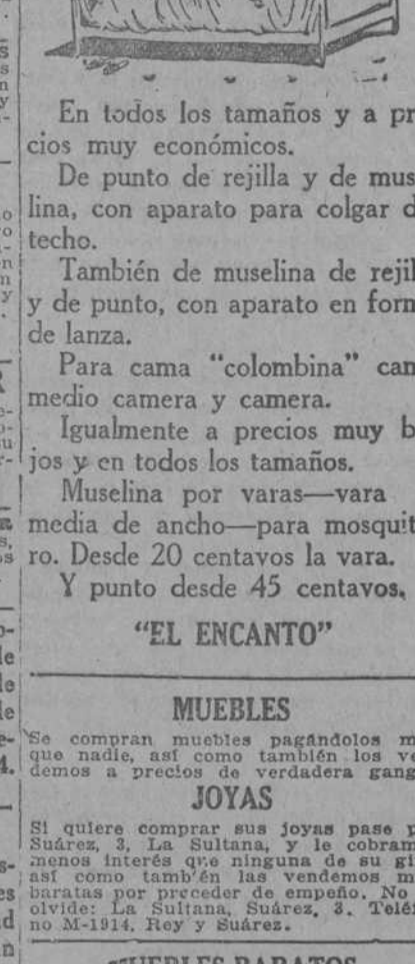 En todos los tamaños y a pr
cios muy económicos.
De punto de rejilla y de mus
lina, con aparato para colgar d
techo.
También de muselina de rejil
y de punto, con aparato en form
de lanza.
Para cama "colombina" cam
medio camera y camera.
Igualmente a precios muy b
jos y en todos los tamaños.
Muselina por varas—vara
media de ancho—para mosquit
ro. Desde 20 centavos la vara.
Y punto desde 45 centavos.
"EL ENCANTO"
MUEBLES
Se compran muebles pagándolos m
que nadie, así como también los ve
demos a precios de verdadera gang
JOYAS
Si quiere comprar sus joyas pase p
Suárez, 3, La Sultana, y le cobram
menos interés que ninguna de su gi
así como también las vendemos m
baratas por proceder de empeño. No
olvide: La Sultana, Suárez, 3. Teléf
no M-1914. Rey y Suárez.
MUEBLES BARATOS